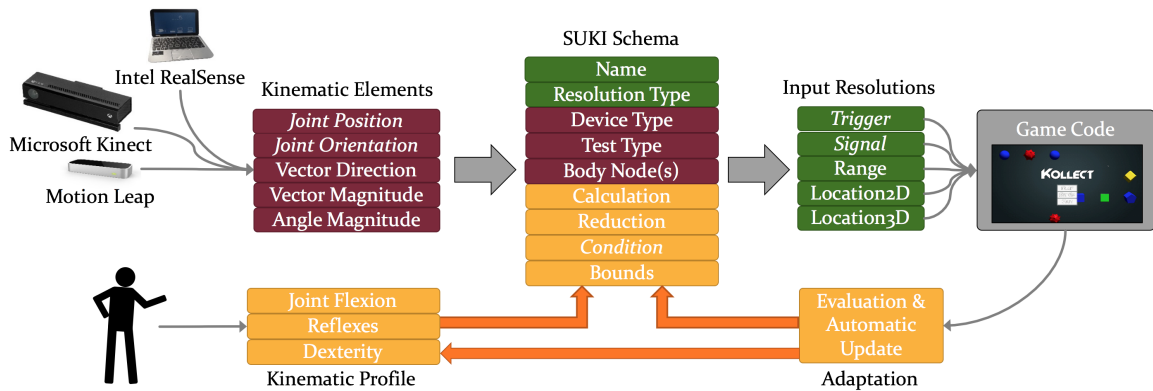 SUKI Schema
Intel RealSense
Kinematic Elements
Input Resolutions
Microsoft Kinect
Motion Leap
Joint Position
Joint Orientation
Vector Direction
Vector Magnitude
Angle Magnitude
Name
Resolution Type
Device Type
Test Type
Body Node(s)
Calculation
Reduction
Condition
Bounds
Trigger
Signal
Range
Location2D
Location3D
Game Code
KOLLECT
Joint Flexion
Reflexes
Dexterity
Kinematic Profile
Evaluation &
Automatic
Update
Adaptation